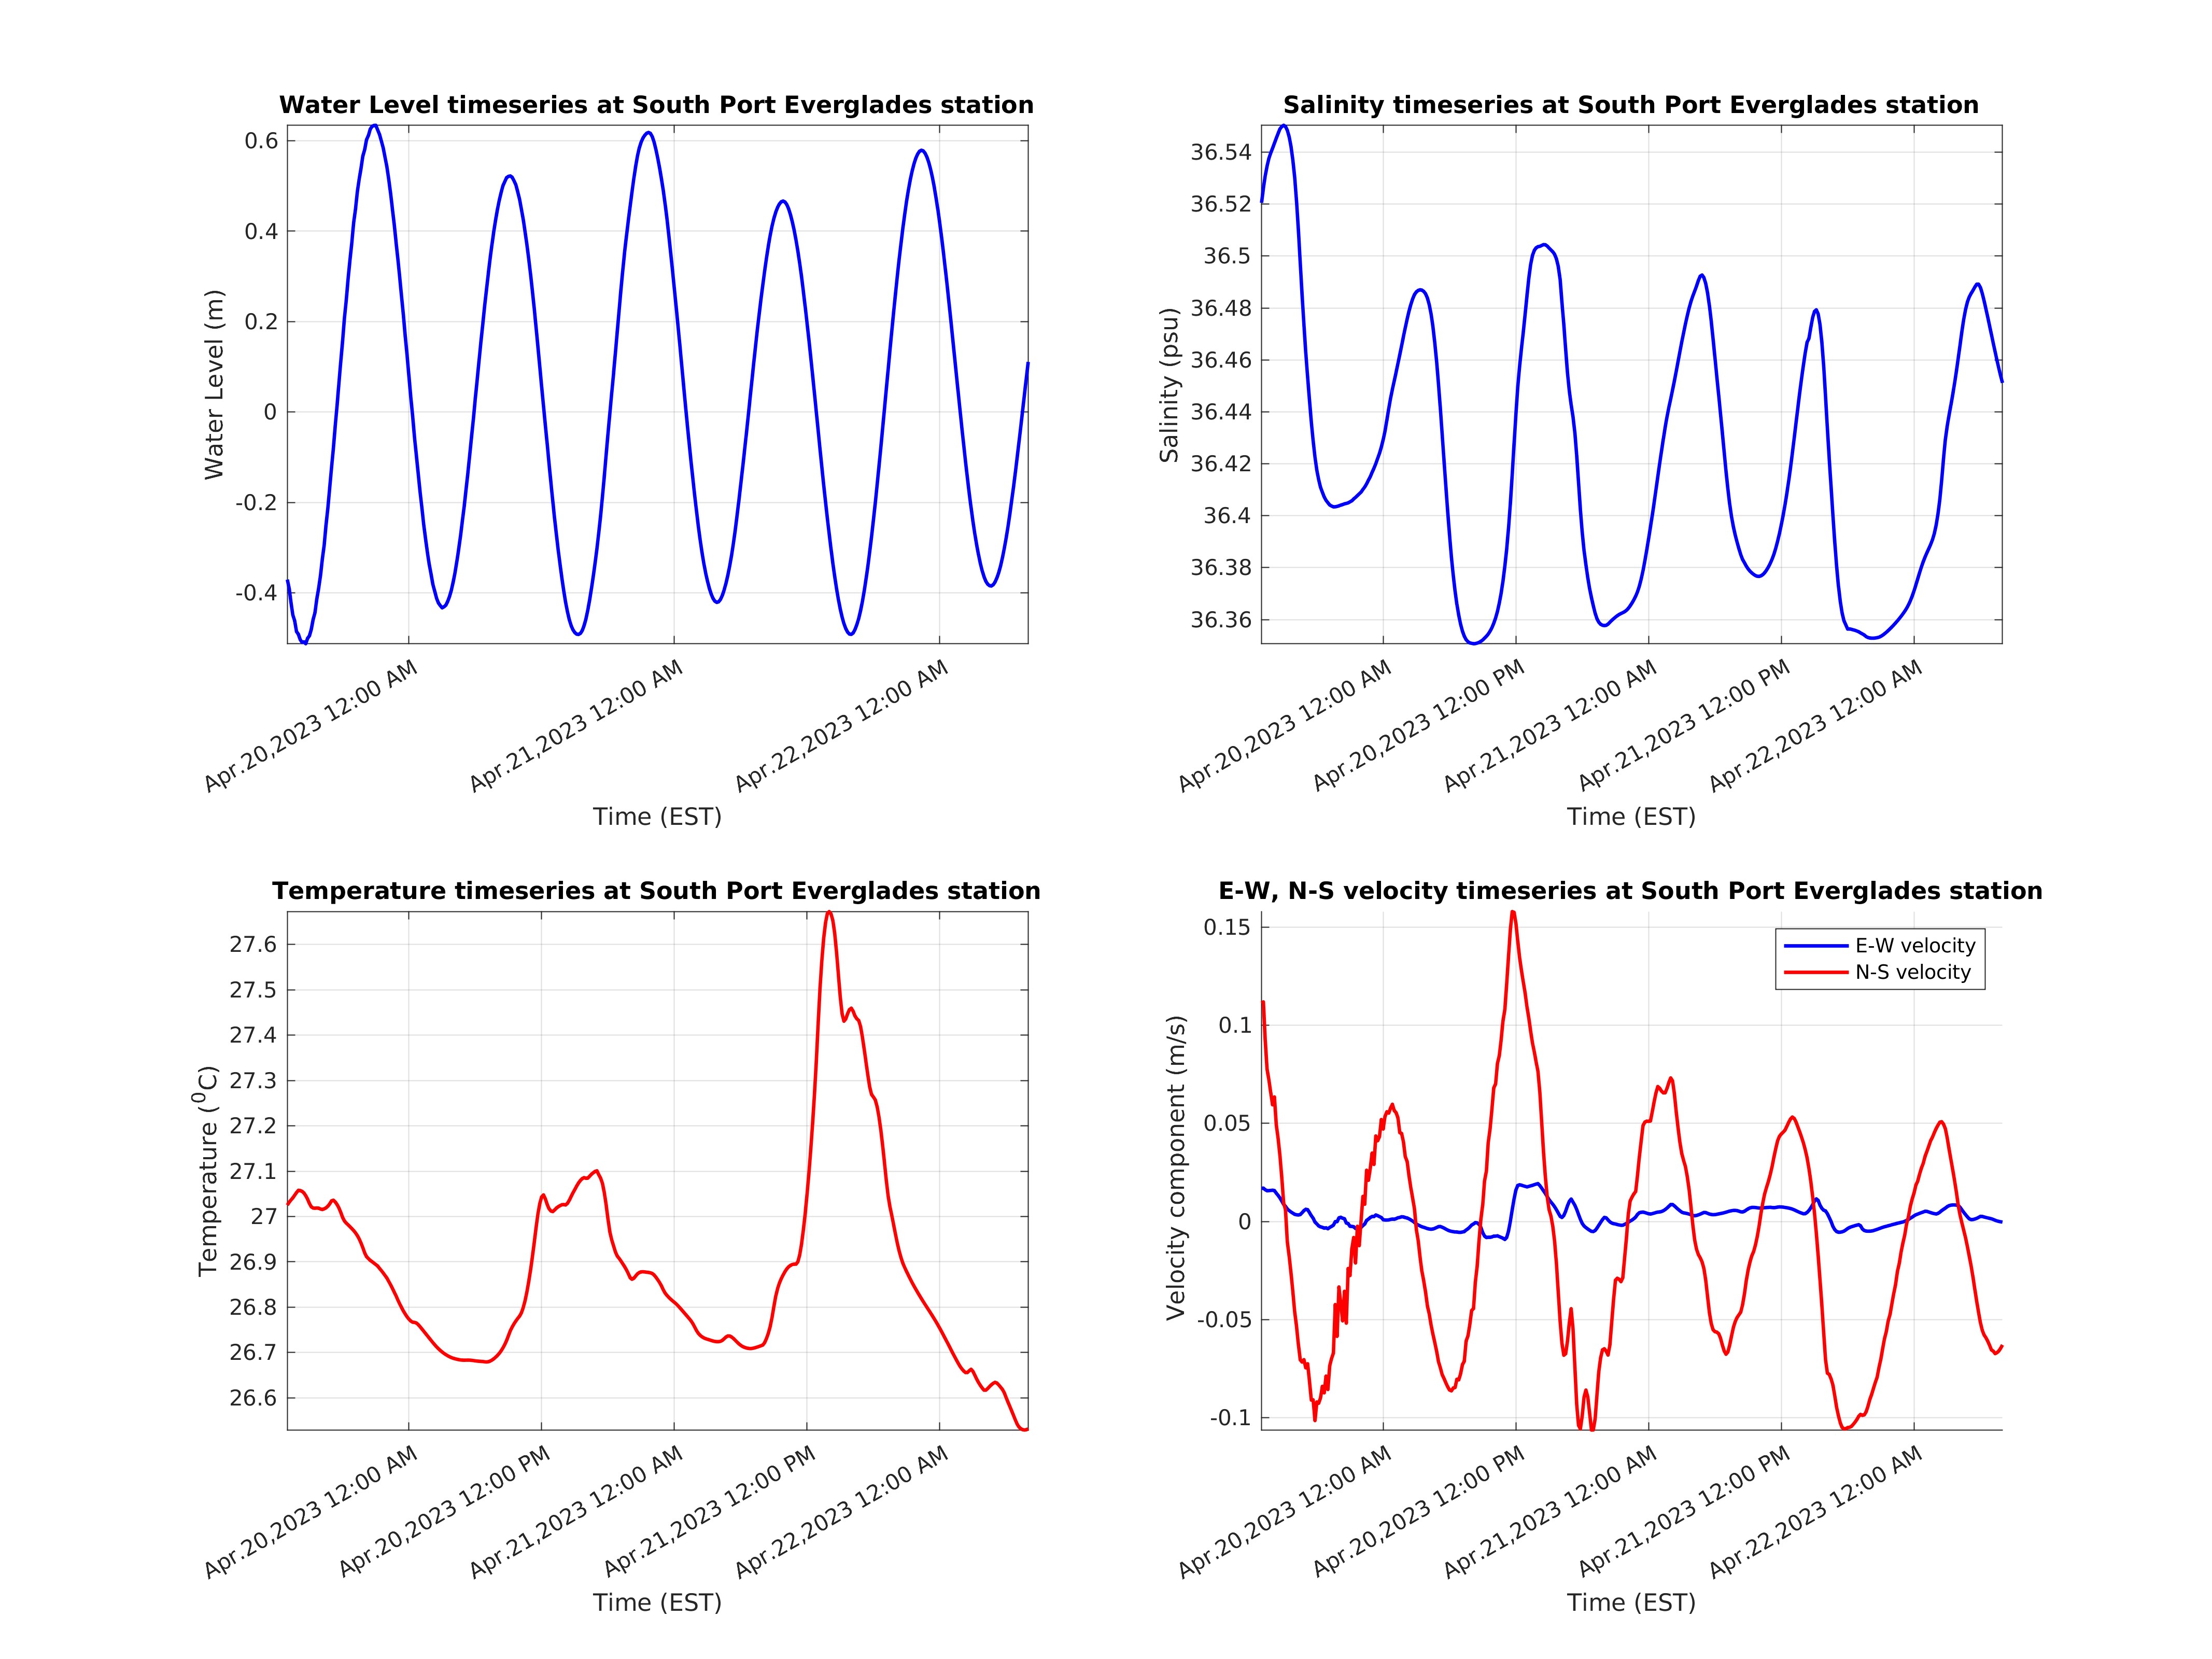 Water Level timeseries at South Port Everglades station
Water Level (m)
0.6
0.4
0.2
0
-0.2
-0.4
Apr.20,2023 12:00 AM
Apr.21,2023 12:00 AM
Apr.22,2023 12:00 AM
Time (EST)
Salinity timeseries at South Port Everglades station
Salinity (psu)
36.54
36.52
36.5
36.48
36.46
36.44
36.42
36.4
36.38
36.36
Apr.20,2023 12:00 AM
Apr.20,2023 12:00 PM
Apr.21,2023 12:00 AM
Apr.21,2023 12:00 PM
Apr.22,2023 12:00 AM
Time (EST)
Temperature timeseries at South Port Everglades station
Temperature (⁰C)
27.6
27.5
27.4
27.3
27.2
27.1
27
26.9
26.8
26.7
26.6
Apr.20,2023 12:00 AM
Apr.20,2023 12:00 PM
Apr.21,2023 12:00 AM
Apr.21,2023 12:00 PM
Apr.22,2023 12:00 AM
Time (EST)
E-W, N-S velocity timeseries at South Port Everglades station
Velocity component (m/s)
0.15
0.1
0.05
0
-0.05
-0.1
E-W velocity
N-S velocity
Apr.20,2023 12:00 AM
Apr.20,2023 12:00 PM
Apr.21,2023 12:00 AM
Apr.21,2023 12:00 PM
Apr.22,2023 12:00 AM
Time (EST)